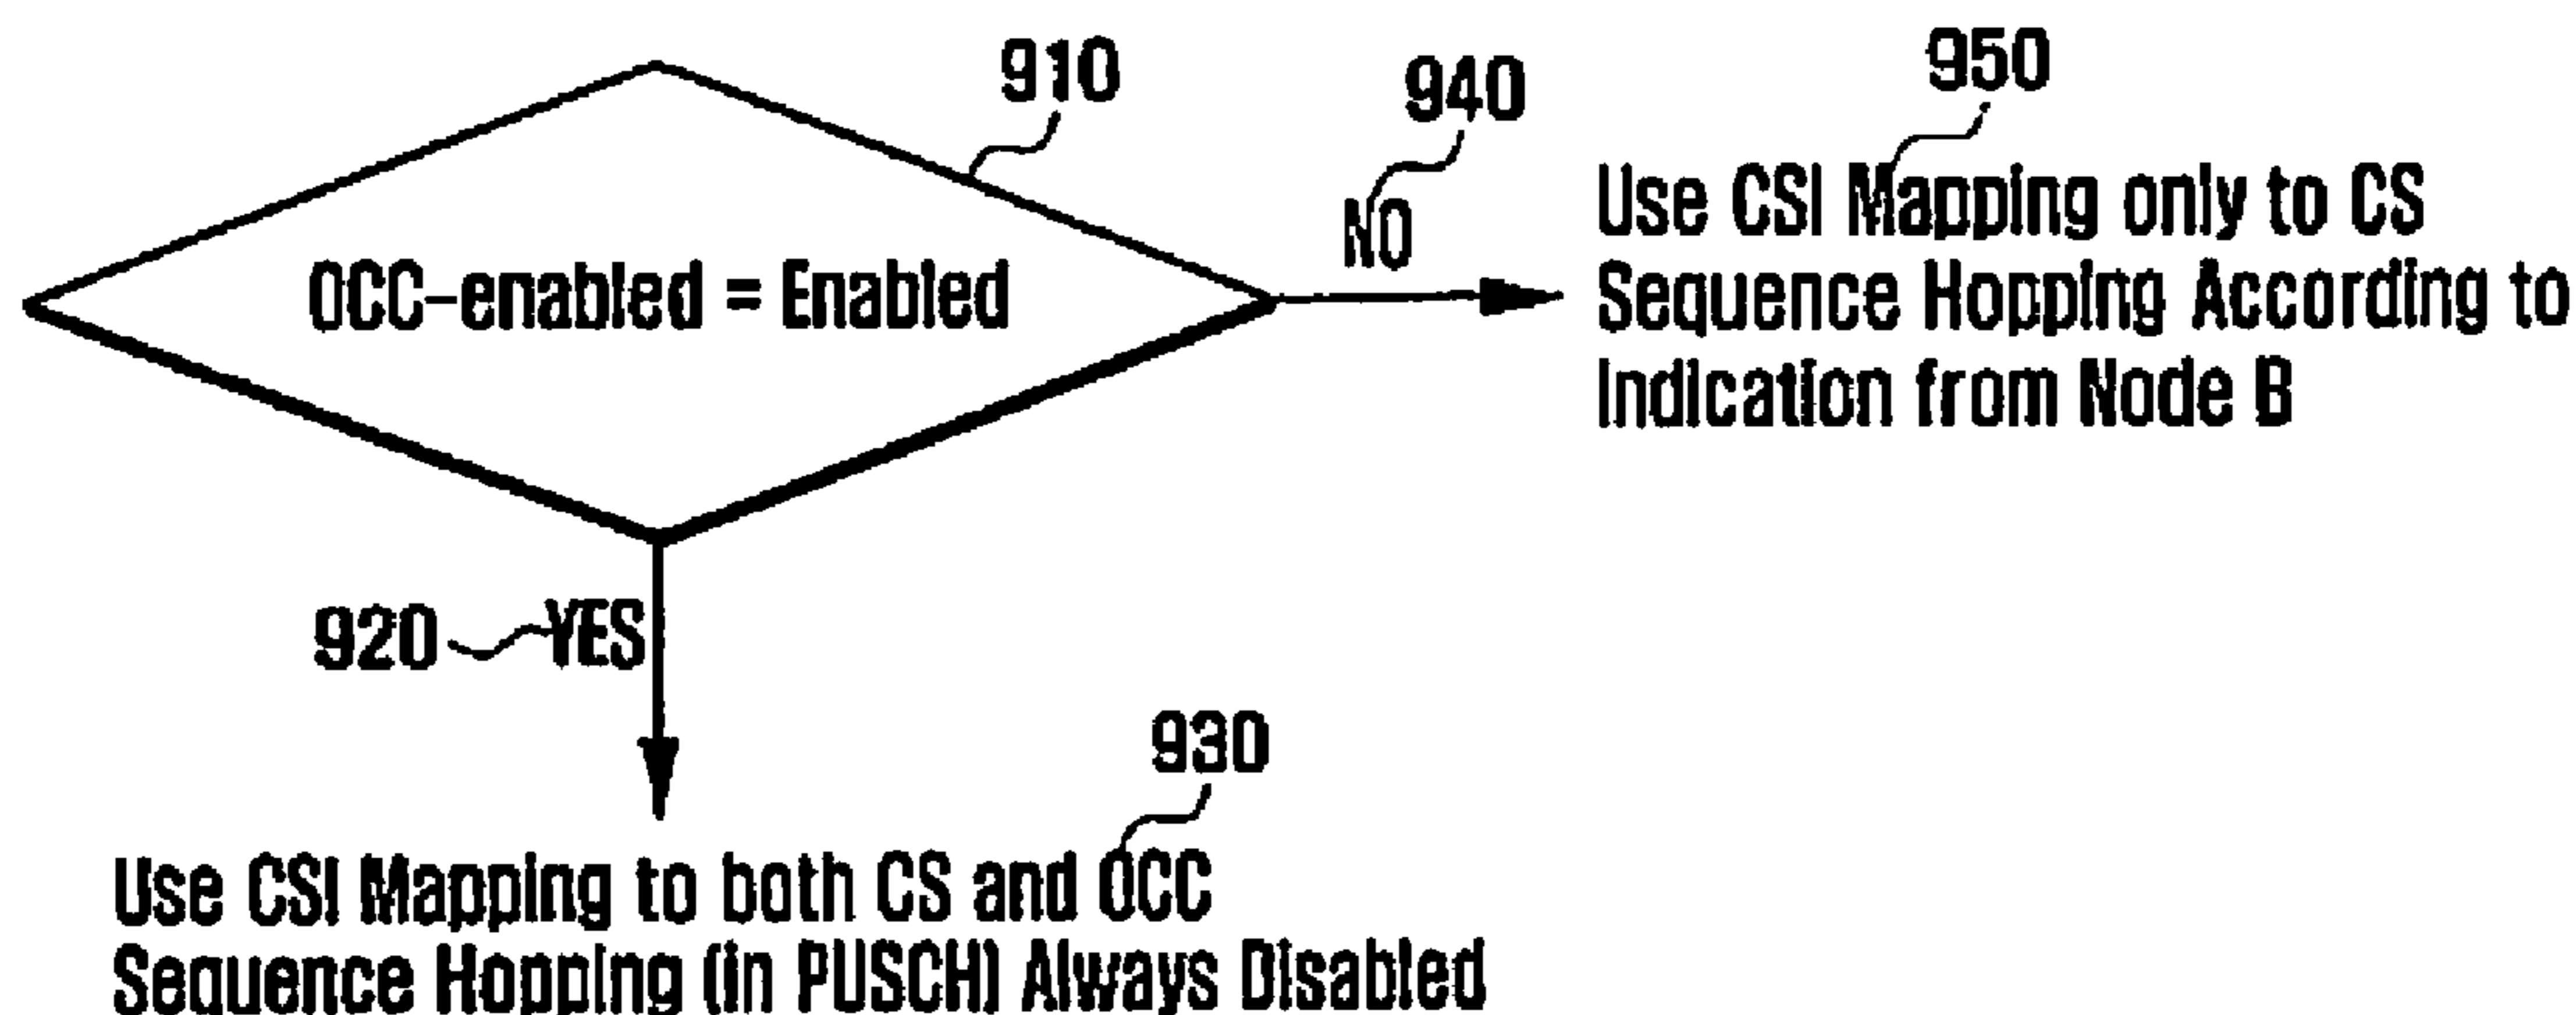 910
940
950
OCC-enabled = Enabled
NO
Use CSI Mapping only to CS
Sequence Hopping According to
Indication from Node B
920
YES
930
Use CSI Mapping to both CS and OCC
Sequence Hopping (in PUSCH) Always Disabled